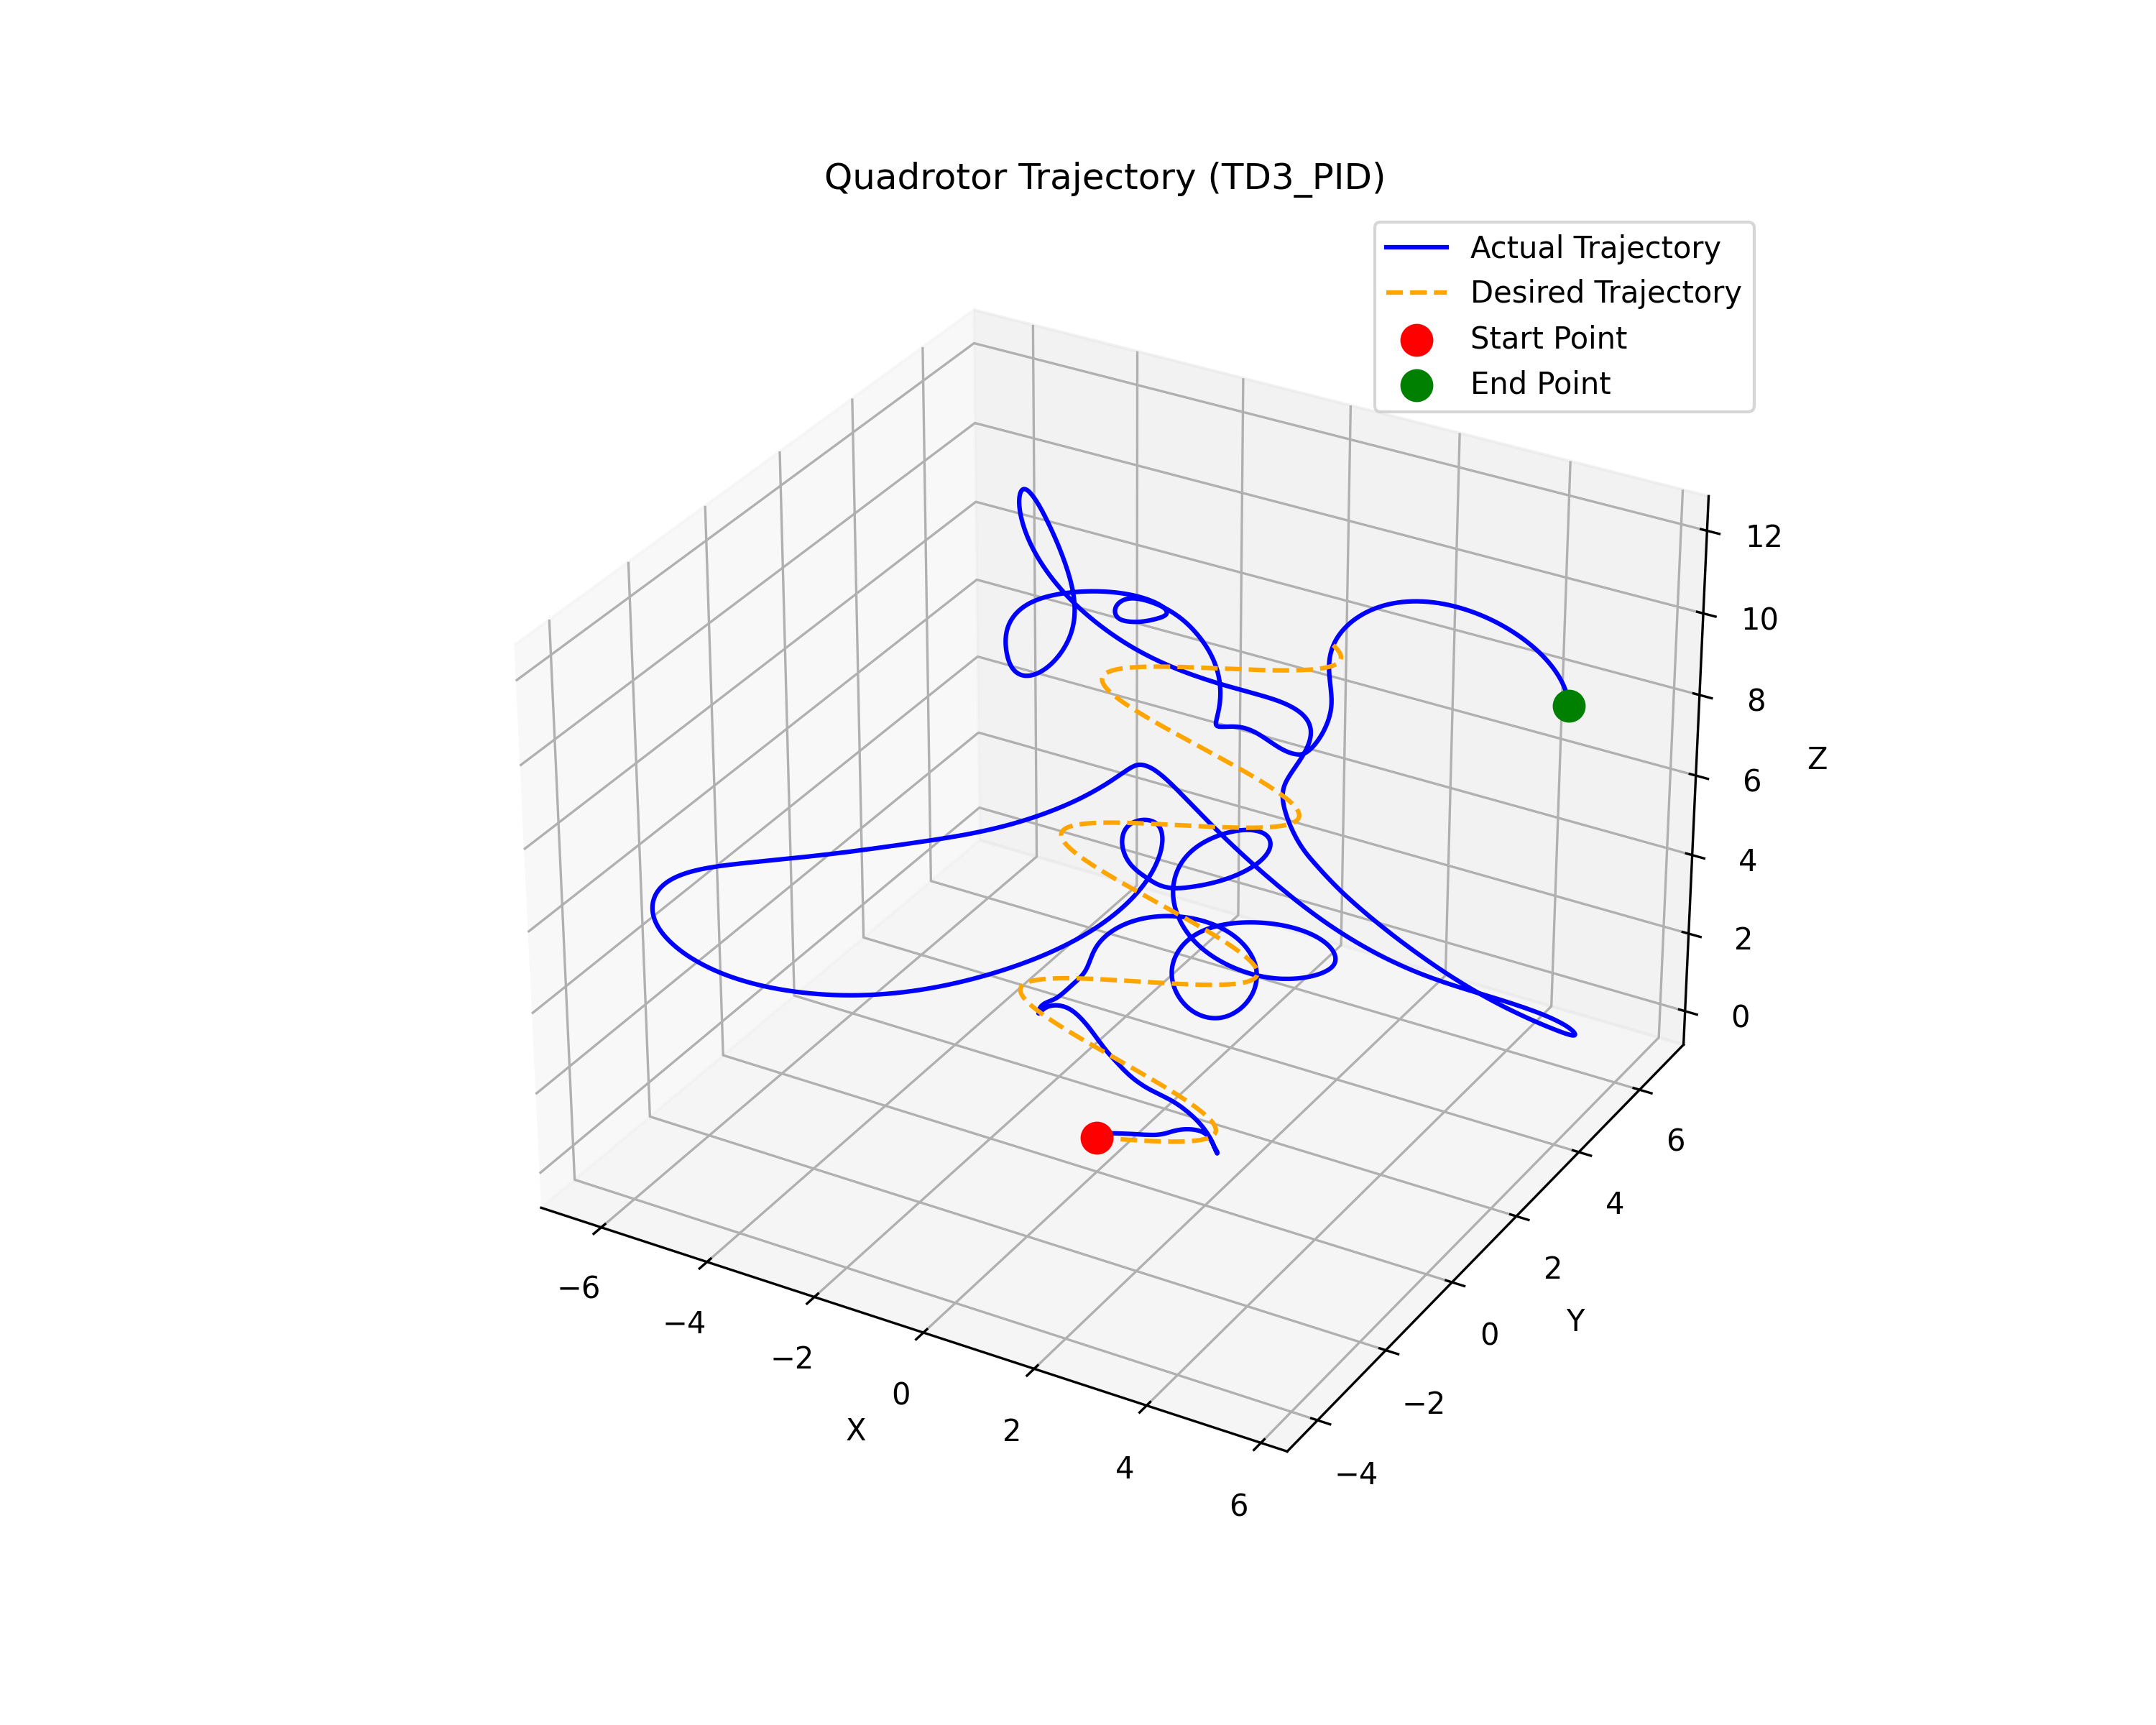 Quadrotor Trajectory (TD3_PID)
Actual Trajectory
Desired Trajectory
Start Point
End Point
12
10
8
6
4
2
0
Z
6
4
2
0
−2
−4
Y
−6
−4
−2
0
2
4
6
X